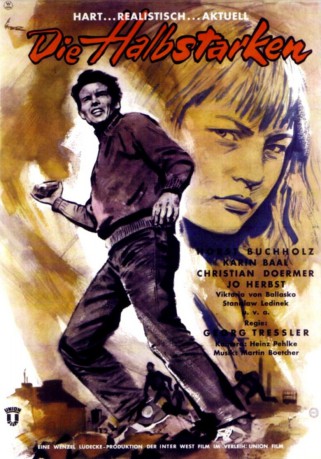 HART...REALISTISCH...AKTUELL
Die Halbstarken
HORST BUCHHOLZ
KARIN BAAL
CHRISTIAN DOERMER
JO HERBST
Viktoria von Ballasko
Stanislav Ledinek
u. v. a.
Regie:
GEORG TRESSLER
Kamera: Heinz Pehlke
Musik: Martin Boetcher
UNION
EINE WENZEL LÜDECKE-PRODUKTION DER INTER WEST FILM IM VERLEIH UNION FILM